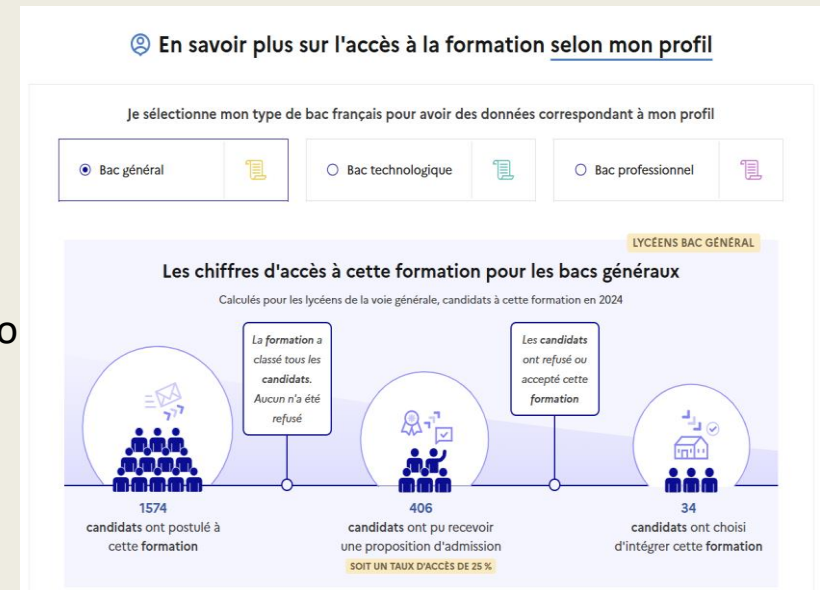 En savoir plus sur l'accès à la formation selon mon profil
Je sélectionne mon type de bac français pour avoir des données correspondant à mon profil
Bac général
Bac technologique
Bac professionnel
LYCÉENS BAC GÉNÉRAL
Les chiffres d'accès à cette formation pour les bacs généraux
Calculés pour les lycéens de la voie générale, candidats à cette formation en 2024
o
La formation a
classé tous les
candidats.
Aucun n'a été
refusé
Les candidats
ont refusé ou
accepté cette
formation
1574
candidats ont postulé à
cette formation
406
candidats ont pu recevoir
une proposition d'admission
SOIT UN TAUX D'ACCÈS DE 25 %
34
candidats ont choisi
d'intégrer cette formation